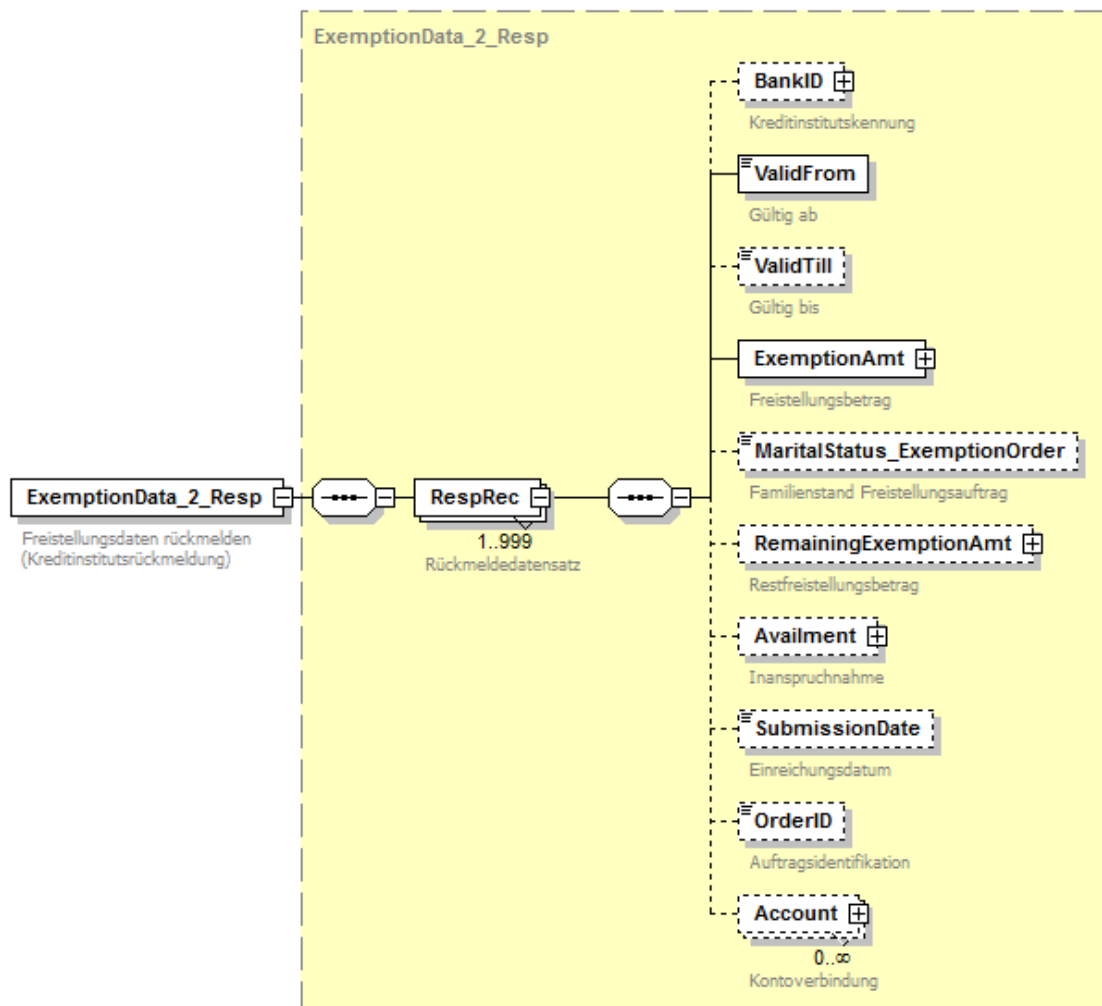 ExemptionData_2_Resp
BankID
Kreditinstitutskennung
ValidFrom
Gültig ab
ValidTill
Gültig bis
ExemptionAmt
Freistellungsbetrag
MaritalStatus_ExemptionOrder
Familienstand Freistellungsauftrag
ExemptionData_2_Resp
Freistellungsdaten rückmelden
(Kreditinstitutsrückmeldung)
RespRec
1..999
Rückmeldedatensatz
RemainingExemptionAmt
Restfreistellungsbetrag
Availment
Inanspruchnahme
SubmissionDate
Einreichungsdatum
OrderID
Auftragsidentifikation
Account
0..∞
Kontoverbindung